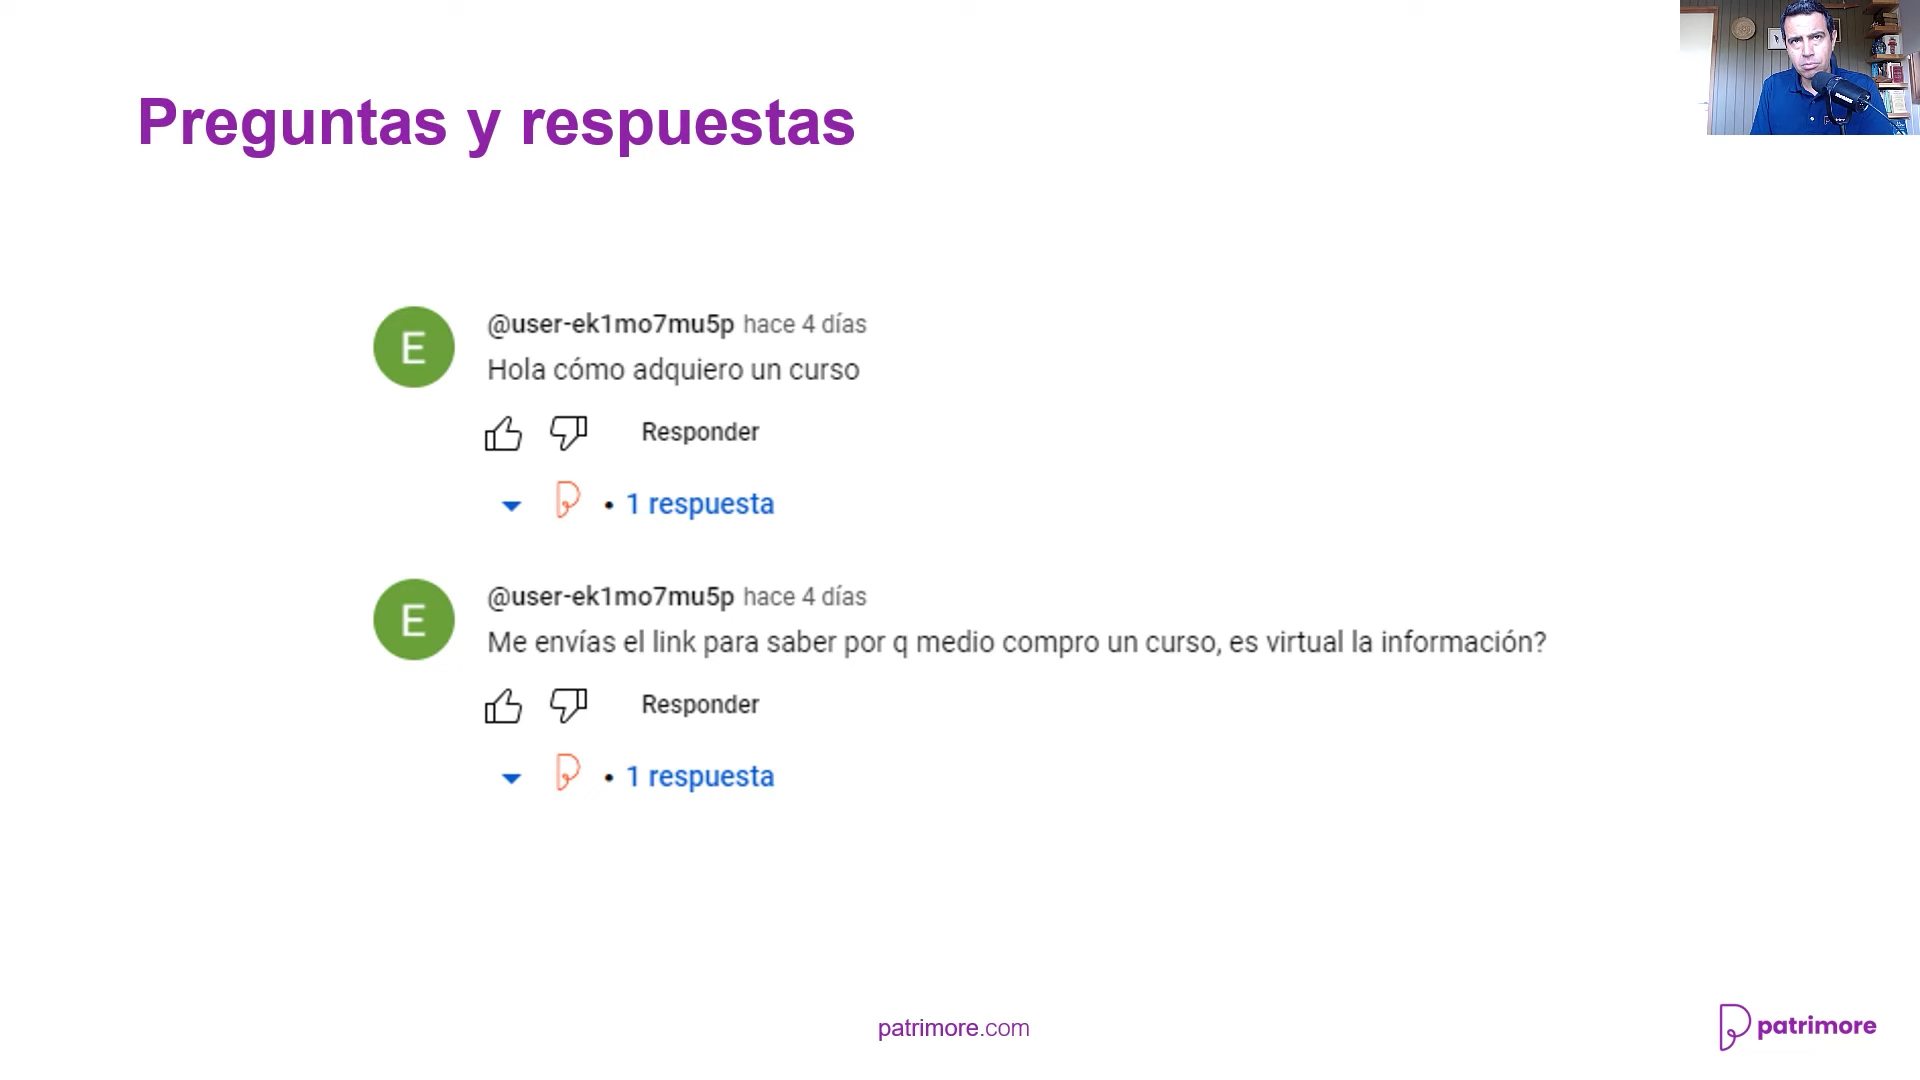 Preguntas y respuestas
E
@user-ek1mo7mu5p hace 4 días
Hola cómo adquiero un curso
Responder
• 1 respuesta
E
@user-ek1mo7mu5p hace 4 días
Me envías el link para saber por q medio compro un curso, es virtual la información?
Responder
• 1 respuesta
patrimore.com
patrimore